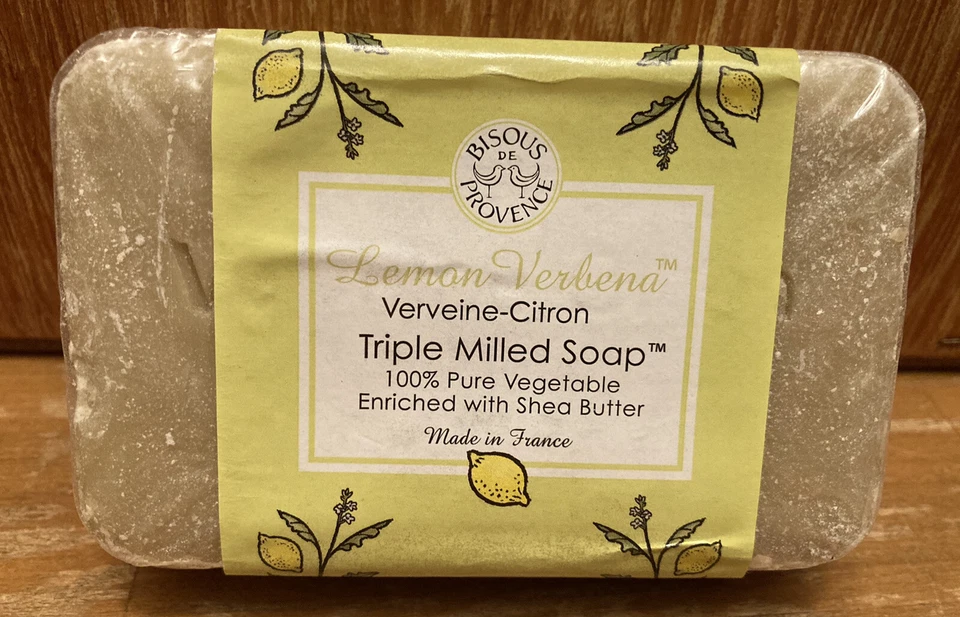 BISOUS
DE
PROVENCE
Lemon Verbena™
Verveine-Citron
Triple Milled Soap™
100% Pure Vegetable
Enriched with Shea Butter
Made in France